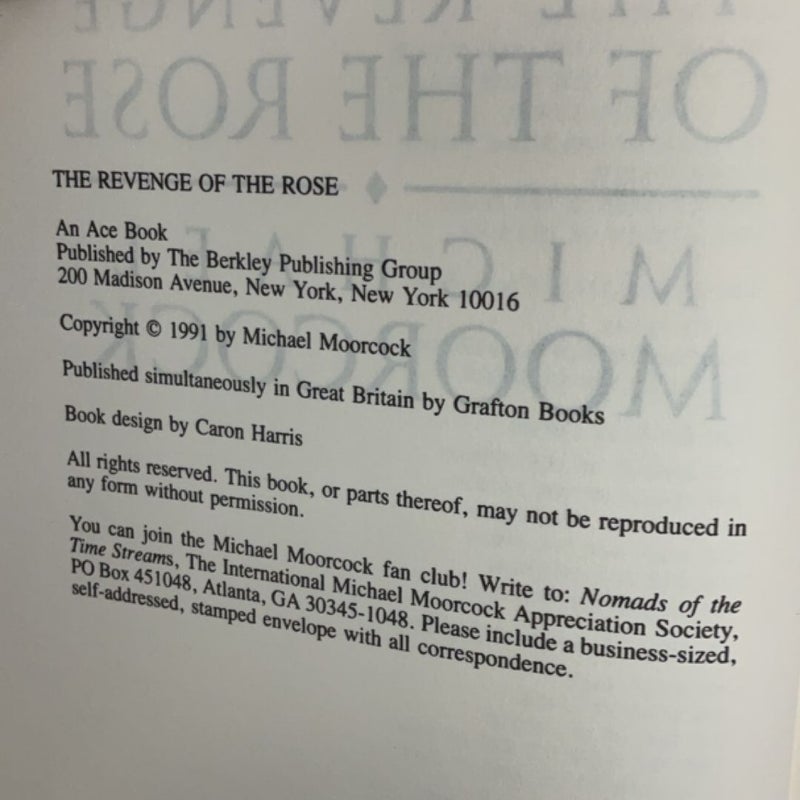 THE REVENGE
OF THE ROSE
MICHAE
MOORCOCK
THE REVENGE OF THE ROSE
An Ace Book
Published by The Berkley Publishing Group
200 Madison Avenue, New York, New York 10016
Copyright © 1991 by Michael Moorcock
Published simultaneously in Great Britain by Grafton Books
Book design by Caron Harris
All rights reserved. This book, or parts thereof, may not be reproduced in
any form without permission.
You can join the Michael Moorcock fan club! Write to: Nomads of the
Time Streams, The International Michael Moorcock Appreciation Society,
PO Box 451048, Atlanta, GA 30345-1048. Please include a business-sized,
self-addressed, stamped envelope with all correspondence.